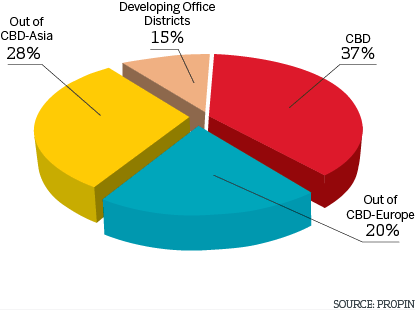 Developing Office
Districts
15%
Out of
CBD-Asia
28%
CBD
37%
Out of
CBD-Europe
20%
SOURCE: PROPIN